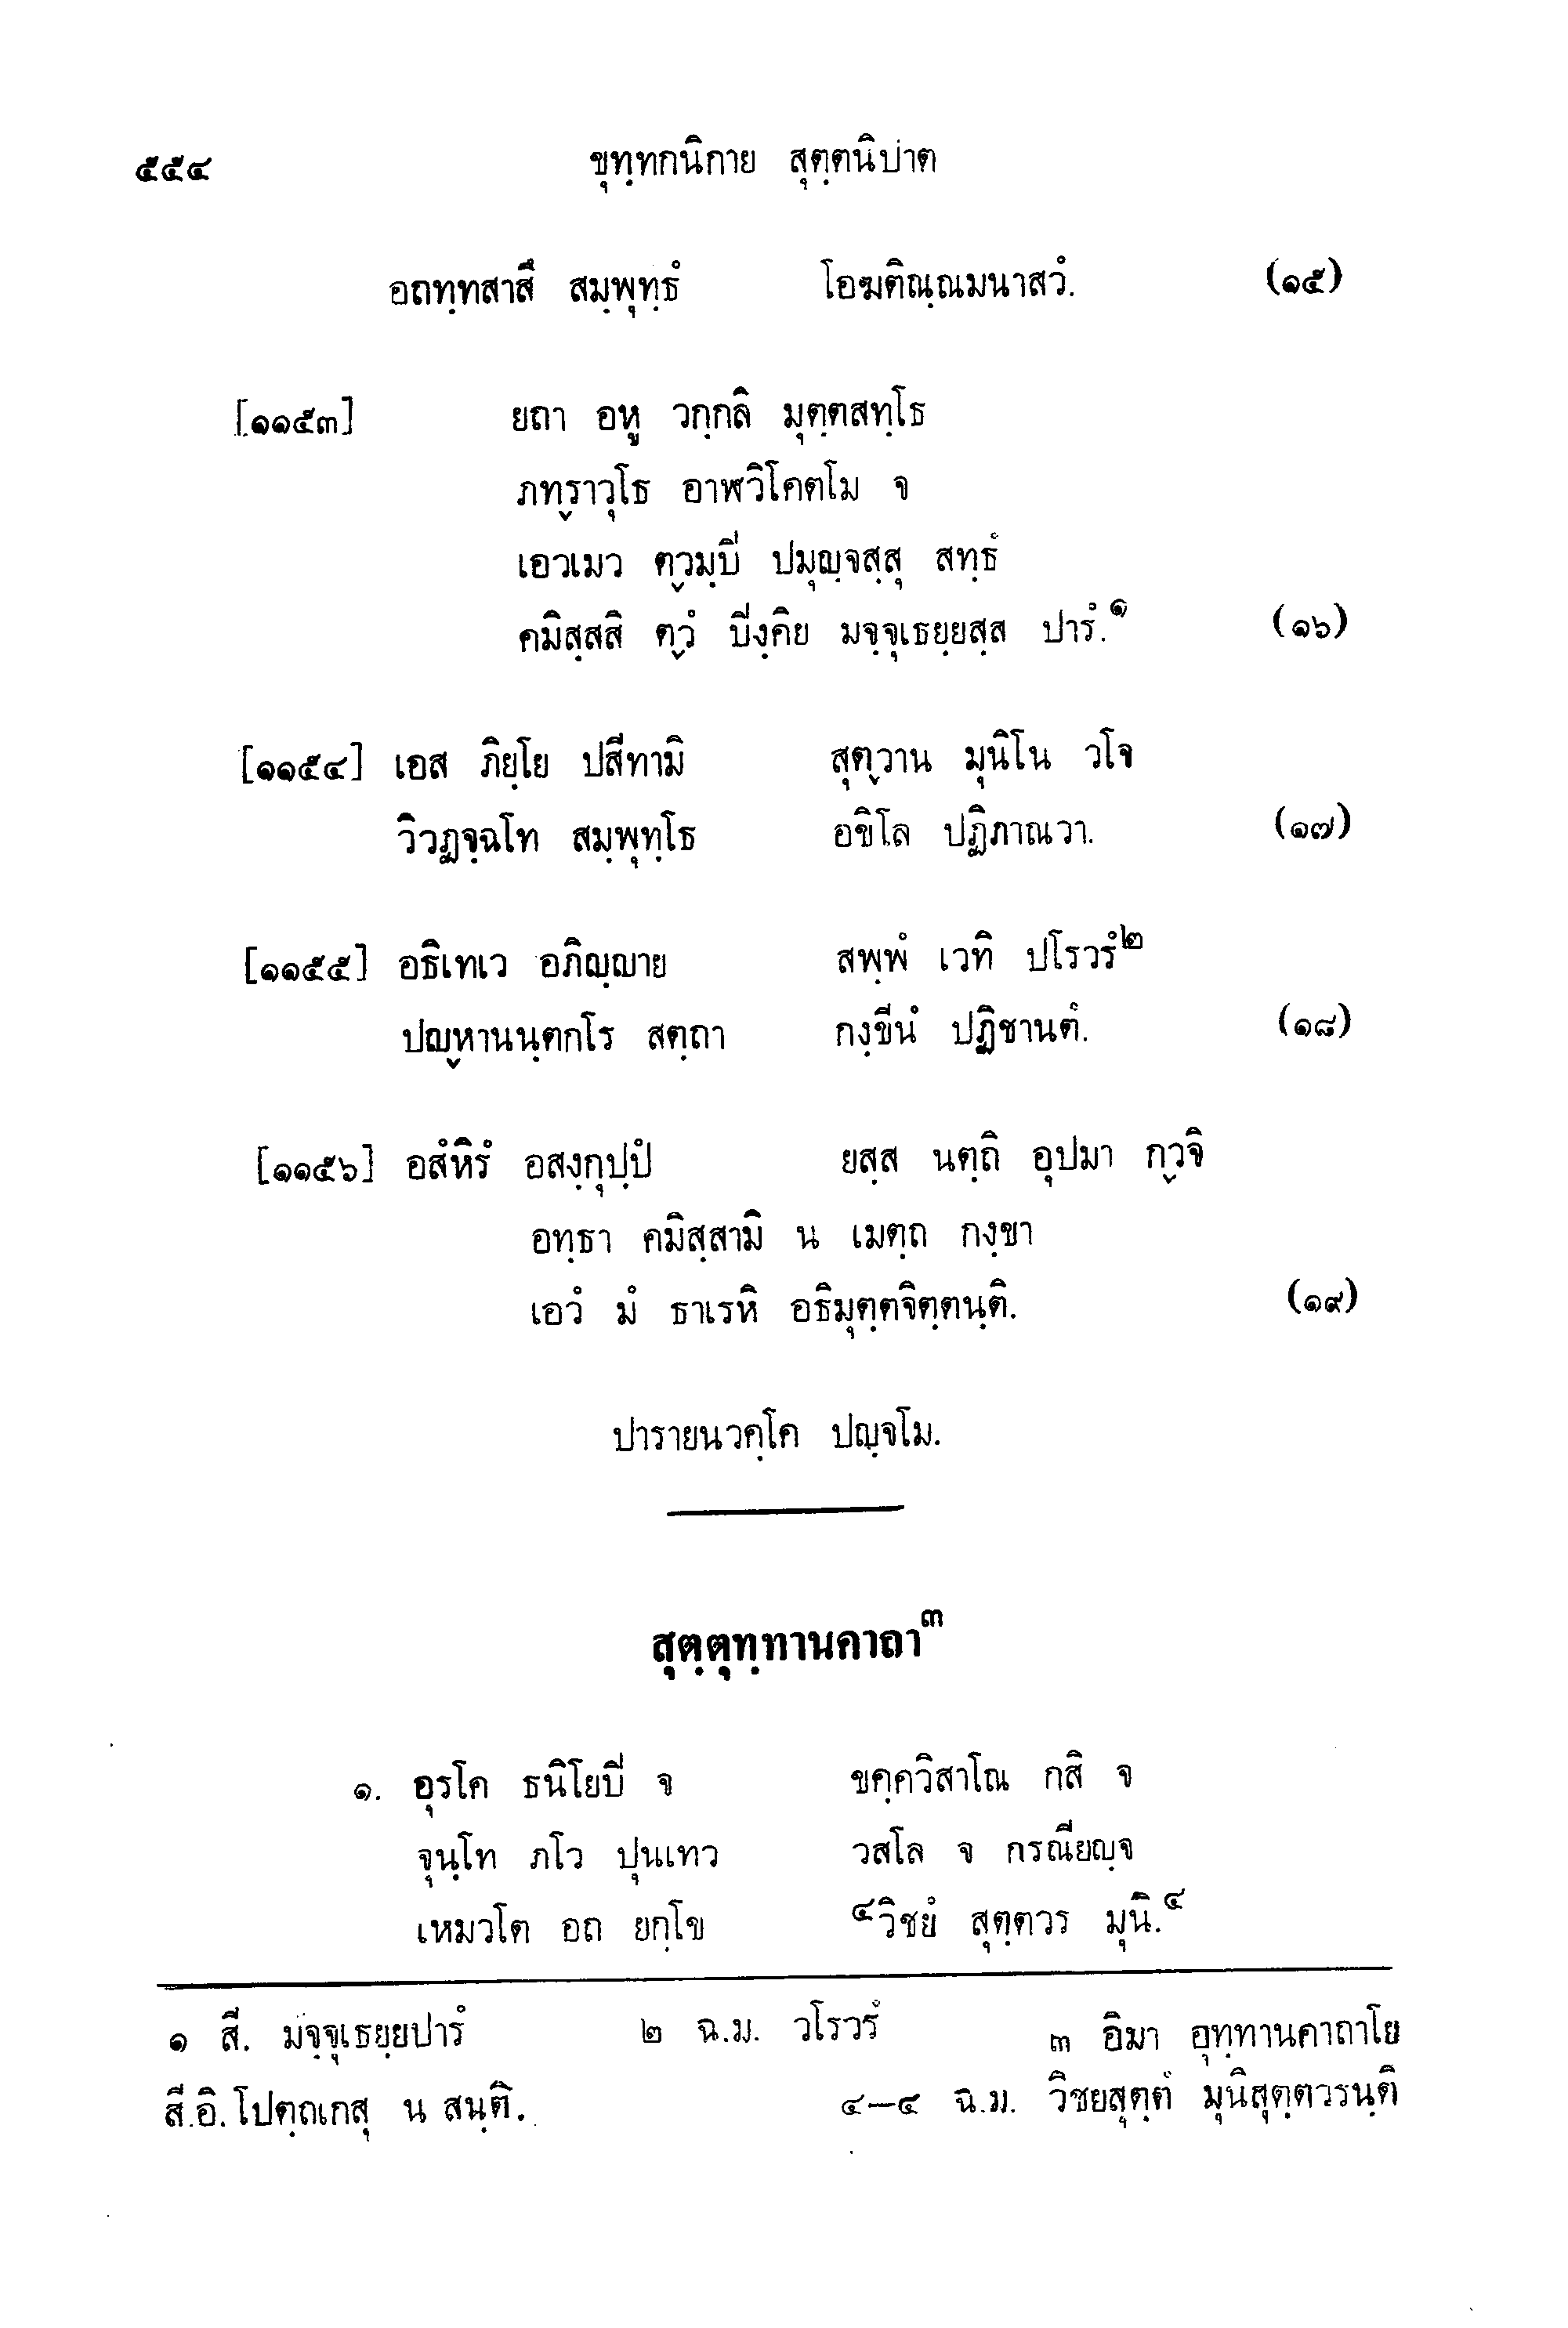 ๕๕๔ ขุทฺทกนิกาย สุตฺตนิปาต
อถทฺทสาสึ สมฺพุทฺธํ โอฆติณฺณมนาสวํ. (๑๕)
[๑๑๕๓] ยถา อหู วกฺกลิ มุตฺตสทฺโธ
ภทฺราวุโธ อาฬวิโคตโม จ
เอวเมว ตฺวมฺปิ ปมุญฺจสฺสุ สทฺธํ
คมิสฺสสิ ตฺวํ ปิงฺคิย มจฺจุเธยฺยสฺส ปารํ.๑ (๑๖)
[๑๑๕๔] เอส ภิยฺโย ปสีทามิ สุตฺวาน มุนิโน วโจ
วิวฏจฺฉโท สมฺพุทฺโธ อขิโล ปฏิภาณวา. (๑๗)
[๑๑๕๕] อธิเทเว อภิญฺญาย สพฺพํ เวทิ ปโรวรํ๒
ปญฺหานนฺตกโร สตฺถา กงฺขีนํ ปฏิชานตํ. (๑๘)
[๑๑๕๖] อสํหิรํ อสงฺกุปฺปํ ยสฺส นตฺถิ อุปมา กฺวจิ
อทฺธา คมิสฺสามิ น เมตฺถ กงฺขา
เอวํ มํ ธาเรหิ อธิมุตฺตจิตฺตนฺติ. (๑๙)
ปารายนวคฺโค ปญฺจโม.
สุตฺตุทฺทานคาถา๓
๑. อุรโค ธนิโยปิ จ ขคฺควิสาโณ กสิ จ
จุนฺโท ภโว ปุนเทว วสโล จ กรณียญฺจ
เหมวโต อถ ยกฺโข ๔วิชยํ สุตฺตวร มุนิ.๔
๑ สี. มจฺจุเธยฺยปารํ ๒ ฉ.ม. วโรวรํ ๓ อิมา อุทฺทานคาถาโย
สี.อิ. โปตฺถเกสุ น สนฺติ. ๔–๔ ฉ.ม. วิชยสุตฺตํ มุนิสุตฺตวรนฺติ